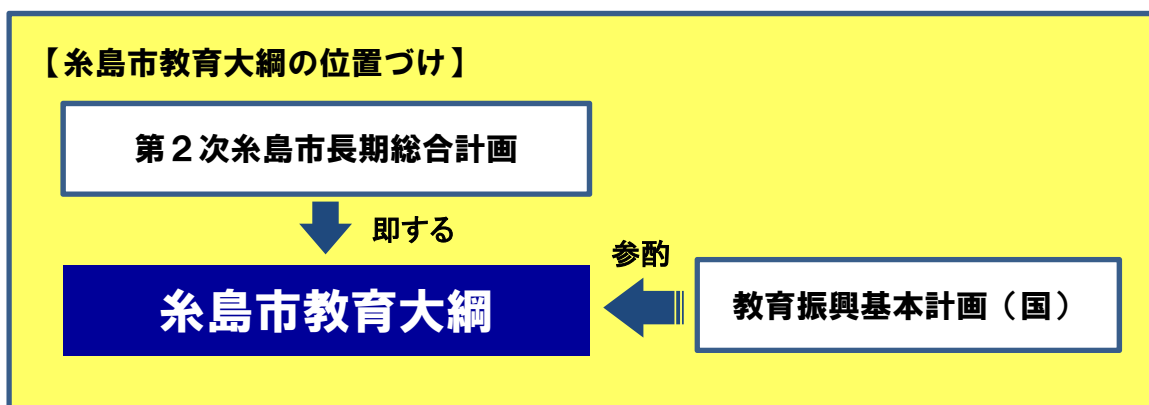 【糸島市教育大綱の位置づけ】
第２次糸島市長期総合計画
即する
参酌
糸島市教育大綱
教育振興基本計画（国）